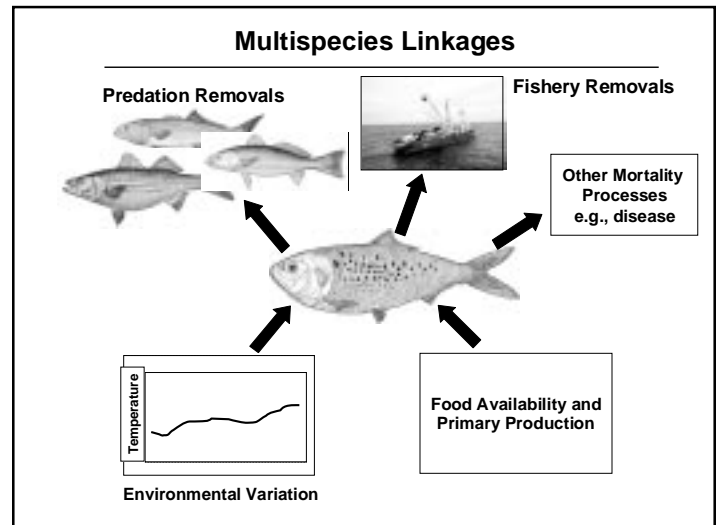 Multispecies Linkages
Predation Removals
Fishery Removals
Other Mortality
Processes
e.g., disease
Temperature
Environmental Variation
Food Availability and
Primary Production